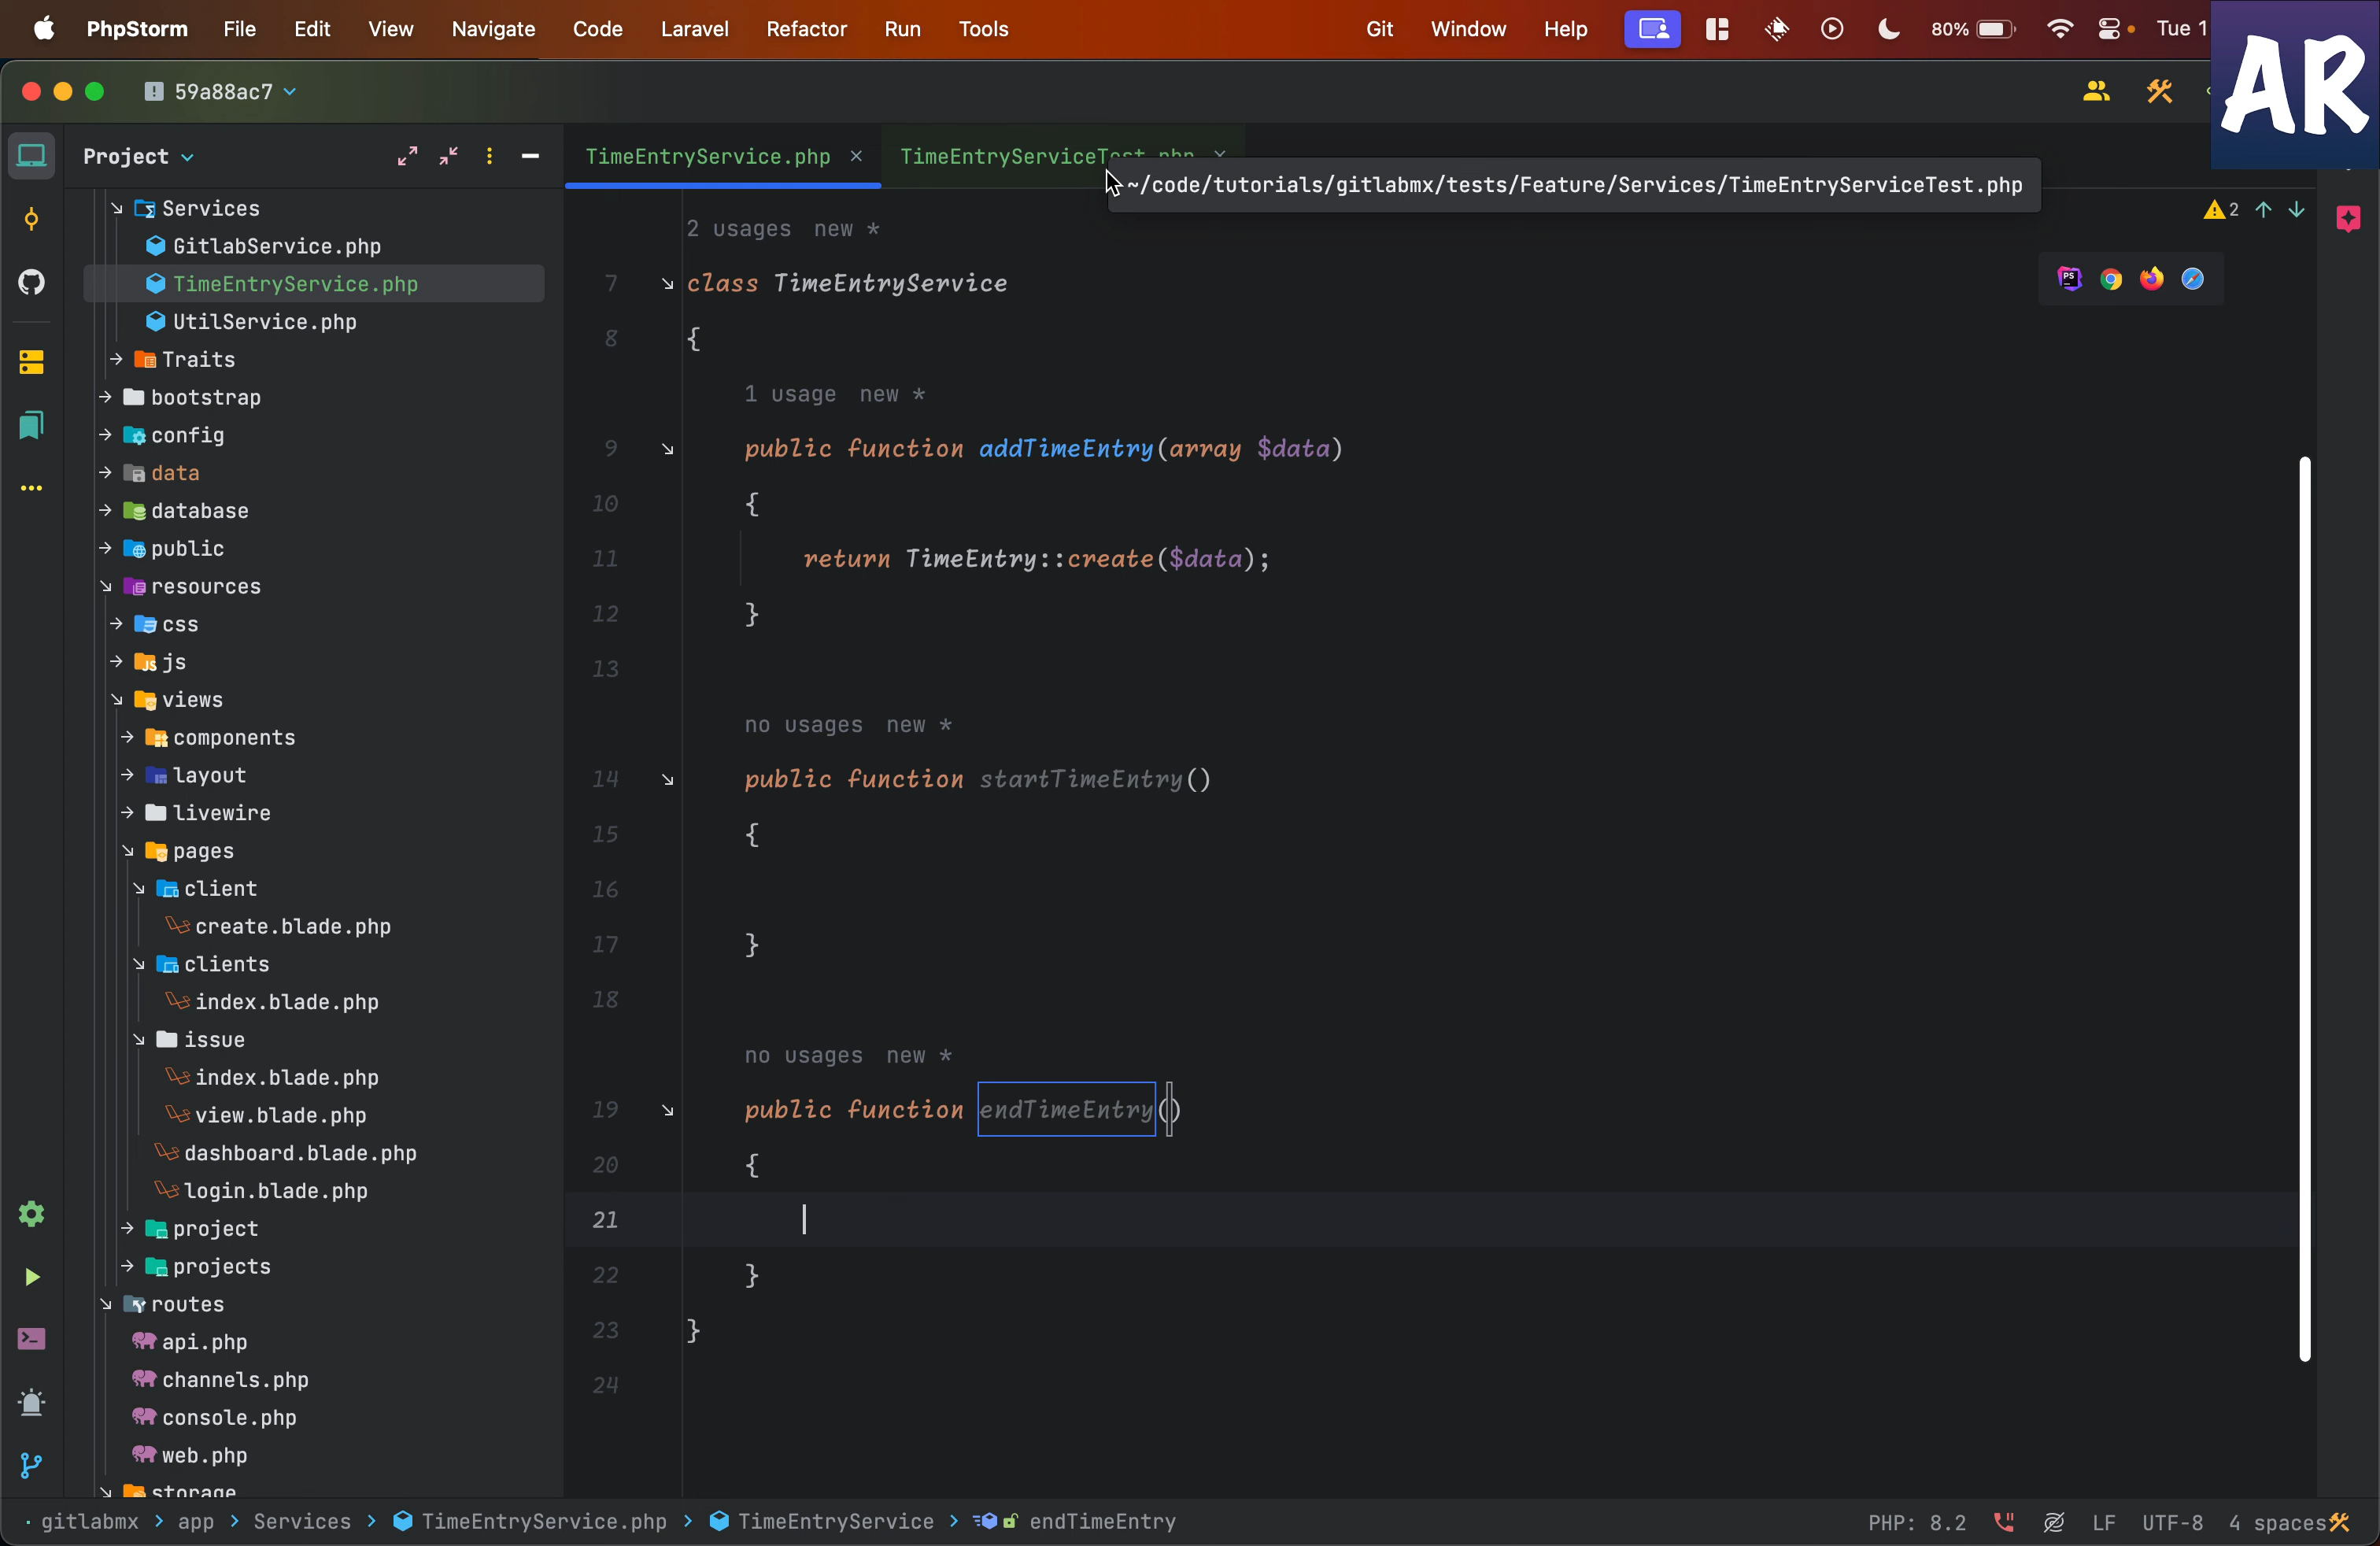 PhpStorm File Edit View Navigate Code Laravel Refactor Run Tools Git Window Help 80% Tue 1
AR
59a88ac7
Project
TimeEntryService.php
~/code/tutorials/gitlabmx/tests/Feature/Services/TimeEntryServiceTest.php
2
Services
GitlabService.php
TimeEntryService.php
UtilService.php
Traits
bootstrap
config
data
database
public
resources
css
js
views
components
layout
livewire
pages
client
create.blade.php
clients
index.blade.php
issue
index.blade.php
view.blade.php
dashboard.blade.php
login.blade.php
project
projects
routes
api.php
channels.php
console.php
web.php
storage
2 usages new *
7 class TimeEntryService
8 {
1 usage new *
9 public function addTimeEntry(array $data)
10 {
11 return TimeEntry::create($data);
12 }
13
no usages new *
14 public function startTimeEntry()
15 {
16
17 }
18
no usages new *
19 public function endTimeEntry()
20 {
21
22 }
23 }
24
gitlabmx > app > Services > TimeEntryService.php > TimeEntryService > endTimeEntry
PHP: 8.2 LF UTF-8 4 spaces